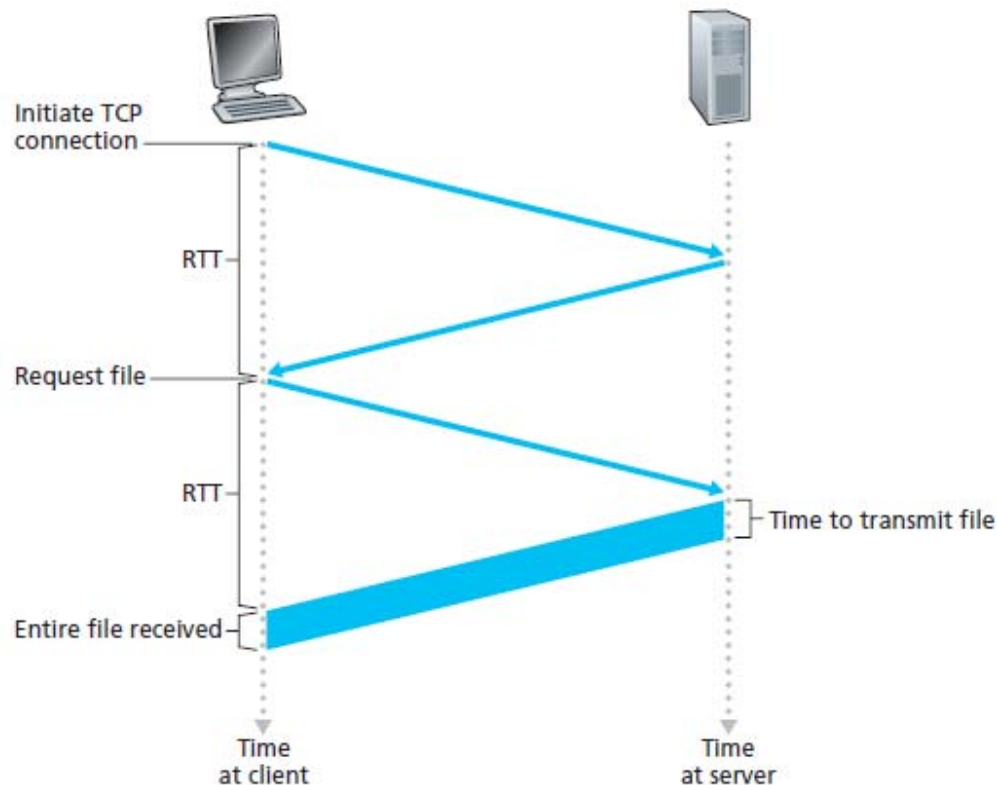 Initiate TCP
connection
RTT
Request file
RTT
Time to transmit file
Entire file received
Time
at client
Time
at server